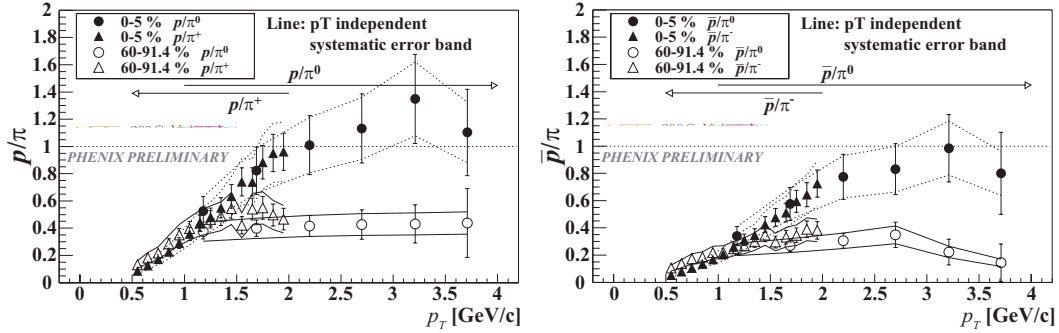 0-5 % p/π⁰
0-5 % p/π⁺
60-91.4 % p/π⁰
60-91.4 % p/π⁺
Line: pT independent
systematic error band
p/π⁰
p/π⁺
PHENIX PRELIMINARY
p/π
2
1.8
1.6
1.4
1.2
1
0.8
0.6
0.4
0.2
0
0 0.5 1 1.5 2 2.5 3 3.5 4
p_T [GeV/c]
0-5 % p̅/π⁰
0-5 % p̅/π⁻
60-91.4 % p̅/π⁰
60-91.4 % p̅/π⁻
Line: pT independent
systematic error band
p̅/π⁰
p̅/π⁻
PHENIX PRELIMINARY
p̅/π
2
1.8
1.6
1.4
1.2
1
0.8
0.6
0.4
0.2
0
0 0.5 1 1.5 2 2.5 3 3.5 4
p_T [GeV/c]